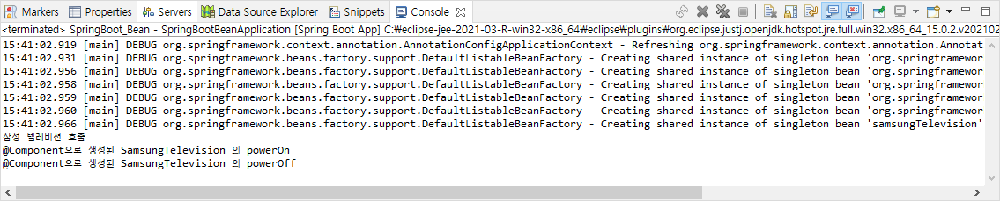 Markers Properties Servers Data Source Explorer Snippets Console
<terminated> SpringBoot_Bean - SpringBootBeanApplication [Spring Boot App] C:₩eclipse-jee-2021-03-R-win32-x86_64₩eclipse₩plugins₩org.eclipse.justj.openjdk.hotspot.jre.full.win32.x86_64_15.0.2.v202102
15:41:02.919 [main] DEBUG org.springframework.context.annotation.AnnotationConfigApplicationContext - Refreshing org.springframework.context.annotation.Annotat
15:41:02.931 [main] DEBUG org.springframework.beans.factory.support.DefaultListableBeanFactory - Creating shared instance of singleton bean 'org.springframewor
15:41:02.956 [main] DEBUG org.springframework.beans.factory.support.DefaultListableBeanFactory - Creating shared instance of singleton bean 'org.springframewor
15:41:02.958 [main] DEBUG org.springframework.beans.factory.support.DefaultListableBeanFactory - Creating shared instance of singleton bean 'org.springframewor
15:41:02.959 [main] DEBUG org.springframework.beans.factory.support.DefaultListableBeanFactory - Creating shared instance of singleton bean 'org.springframewor
15:41:02.960 [main] DEBUG org.springframework.beans.factory.support.DefaultListableBeanFactory - Creating shared instance of singleton bean 'org.springframewor
15:41:02.966 [main] DEBUG org.springframework.beans.factory.support.DefaultListableBeanFactory - Creating shared instance of singleton bean 'samsungTelevision'
삼성 텔레비전 호출
@Component으로 생성된 SamsungTelevision 의 powerOn
@Component으로 생성된 SamsungTelevision 의 powerOff